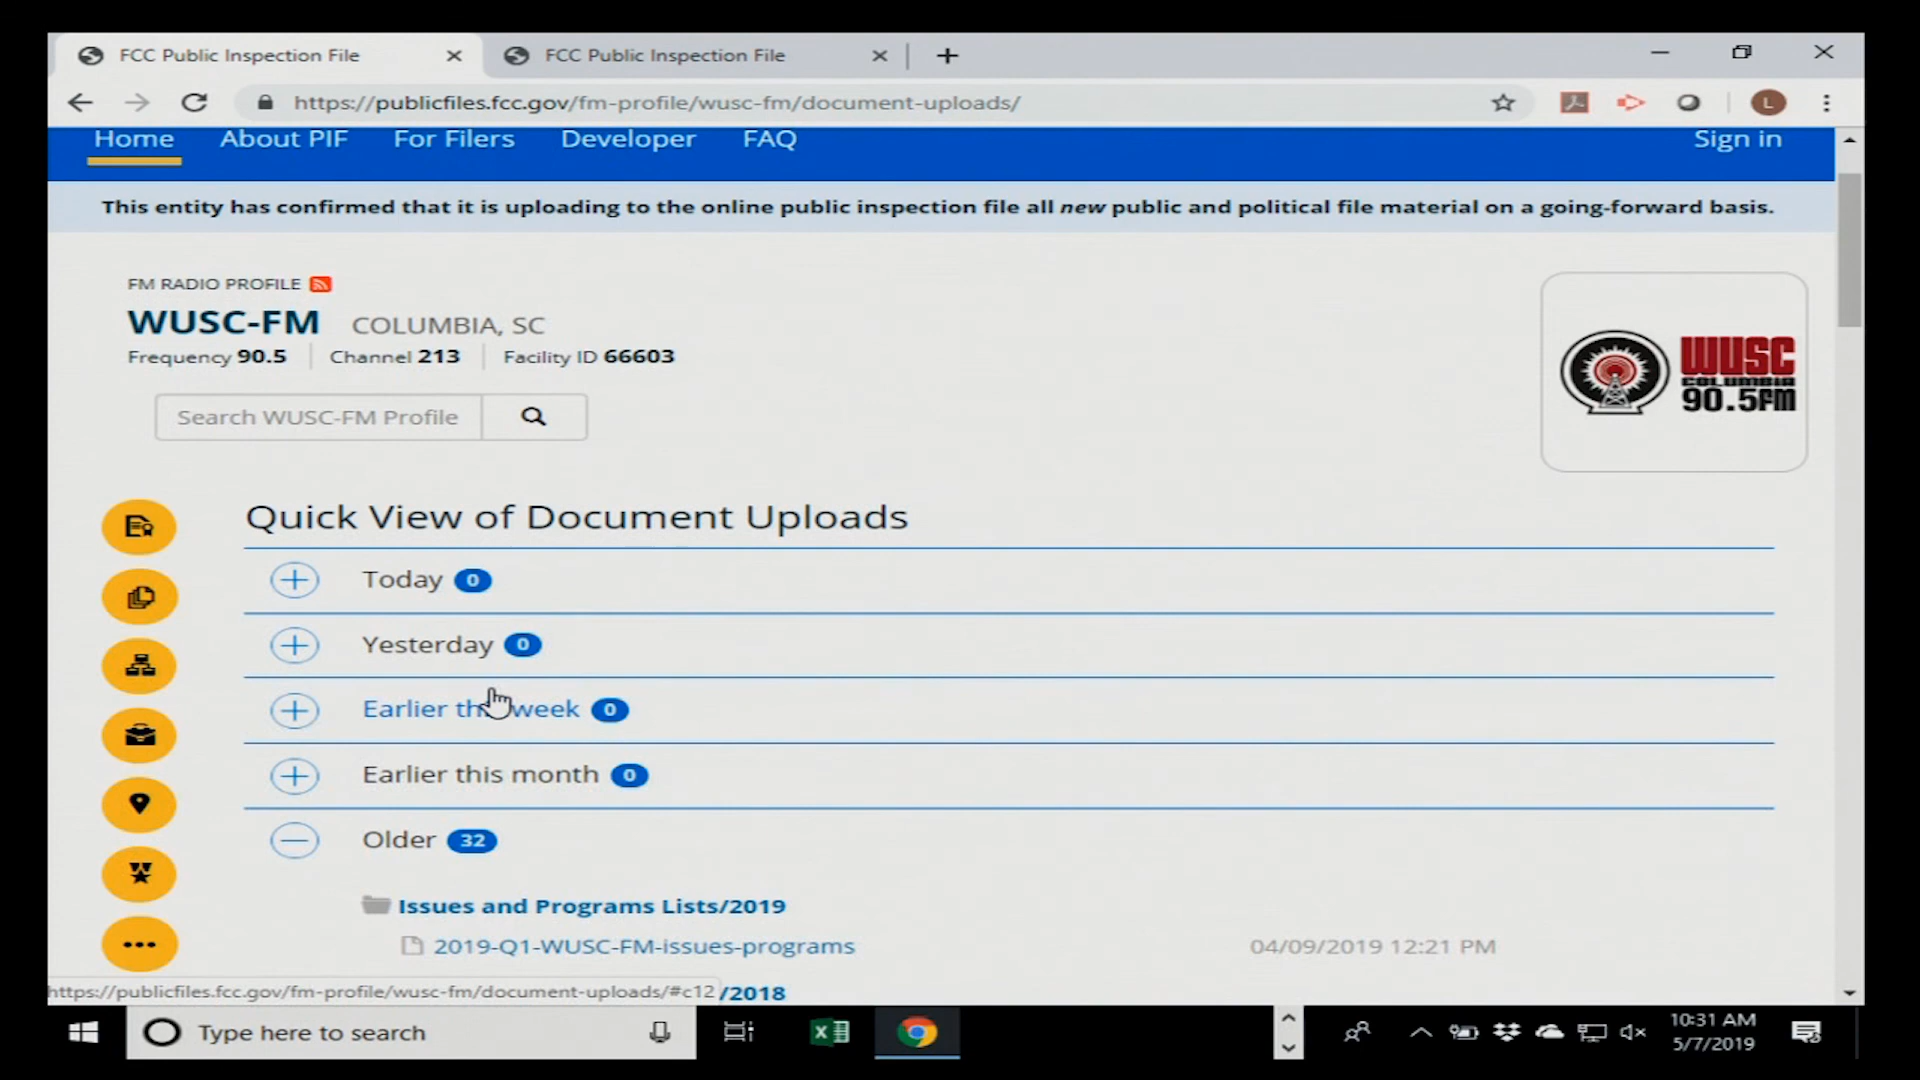 FCC Public Inspection File
FCC Public Inspection File
https://publicfiles.fcc.gov/fm-profile/wusc-fm/document-uploads/
L
Home About PIF For Filers Developer FAQ Sign in
This entity has confirmed that it is uploading to the online public inspection file all new public and political file material on a going-forward basis.
FM RADIO PROFILE
WUSC-FM COLUMBIA, SC
Frequency 90.5 Channel 213 Facility ID 66603
Search WUSC-FM Profile
WUSC
COLUMBIA
90.5FM
Quick View of Document Uploads
Today 0
Yesterday 0
Earlier week 0
Earlier this month 0
Older 32
Issues and Programs Lists/2019
2019-Q1-WUSC-FM-issues-programs 04/09/2019 12:21 PM
https://publicfiles.fcc.gov/fm-profile/wusc-fm/document-uploads/#c12 /2018
Type here to search
10:31 AM
5/7/2019